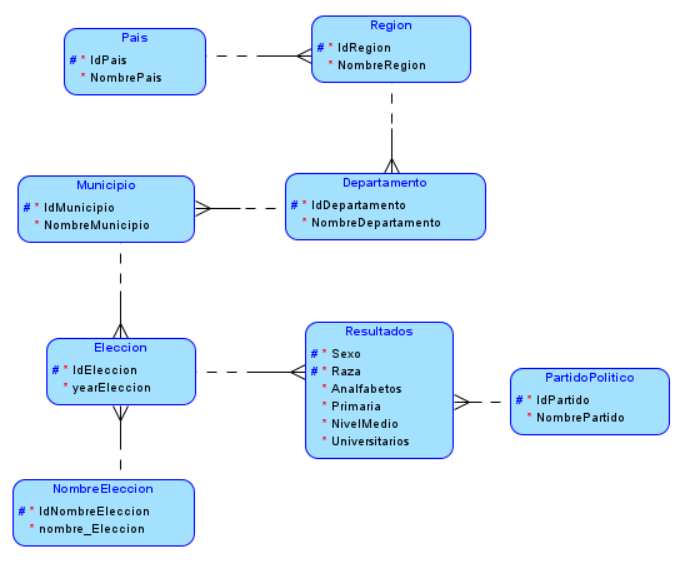 Pais
# * IdPais
* NombrePais
Region
# * IdRegion
* NombreRegion
Municipio
# * IdMunicipio
* NombreMunicipio
Departamento
# * IdDepartamento
* NombreDepartamento
Eleccion
# * IdEleccion
* yearEleccion
Resultados
# * Sexo
# * Raza
* Analfabetos
* Primaria
* NivelMedio
* Universitarios
PartidoPolitico
# * IdPartido
* NombrePartido
NombreEleccion
# * IdNombreEleccion
* nombre_Eleccion